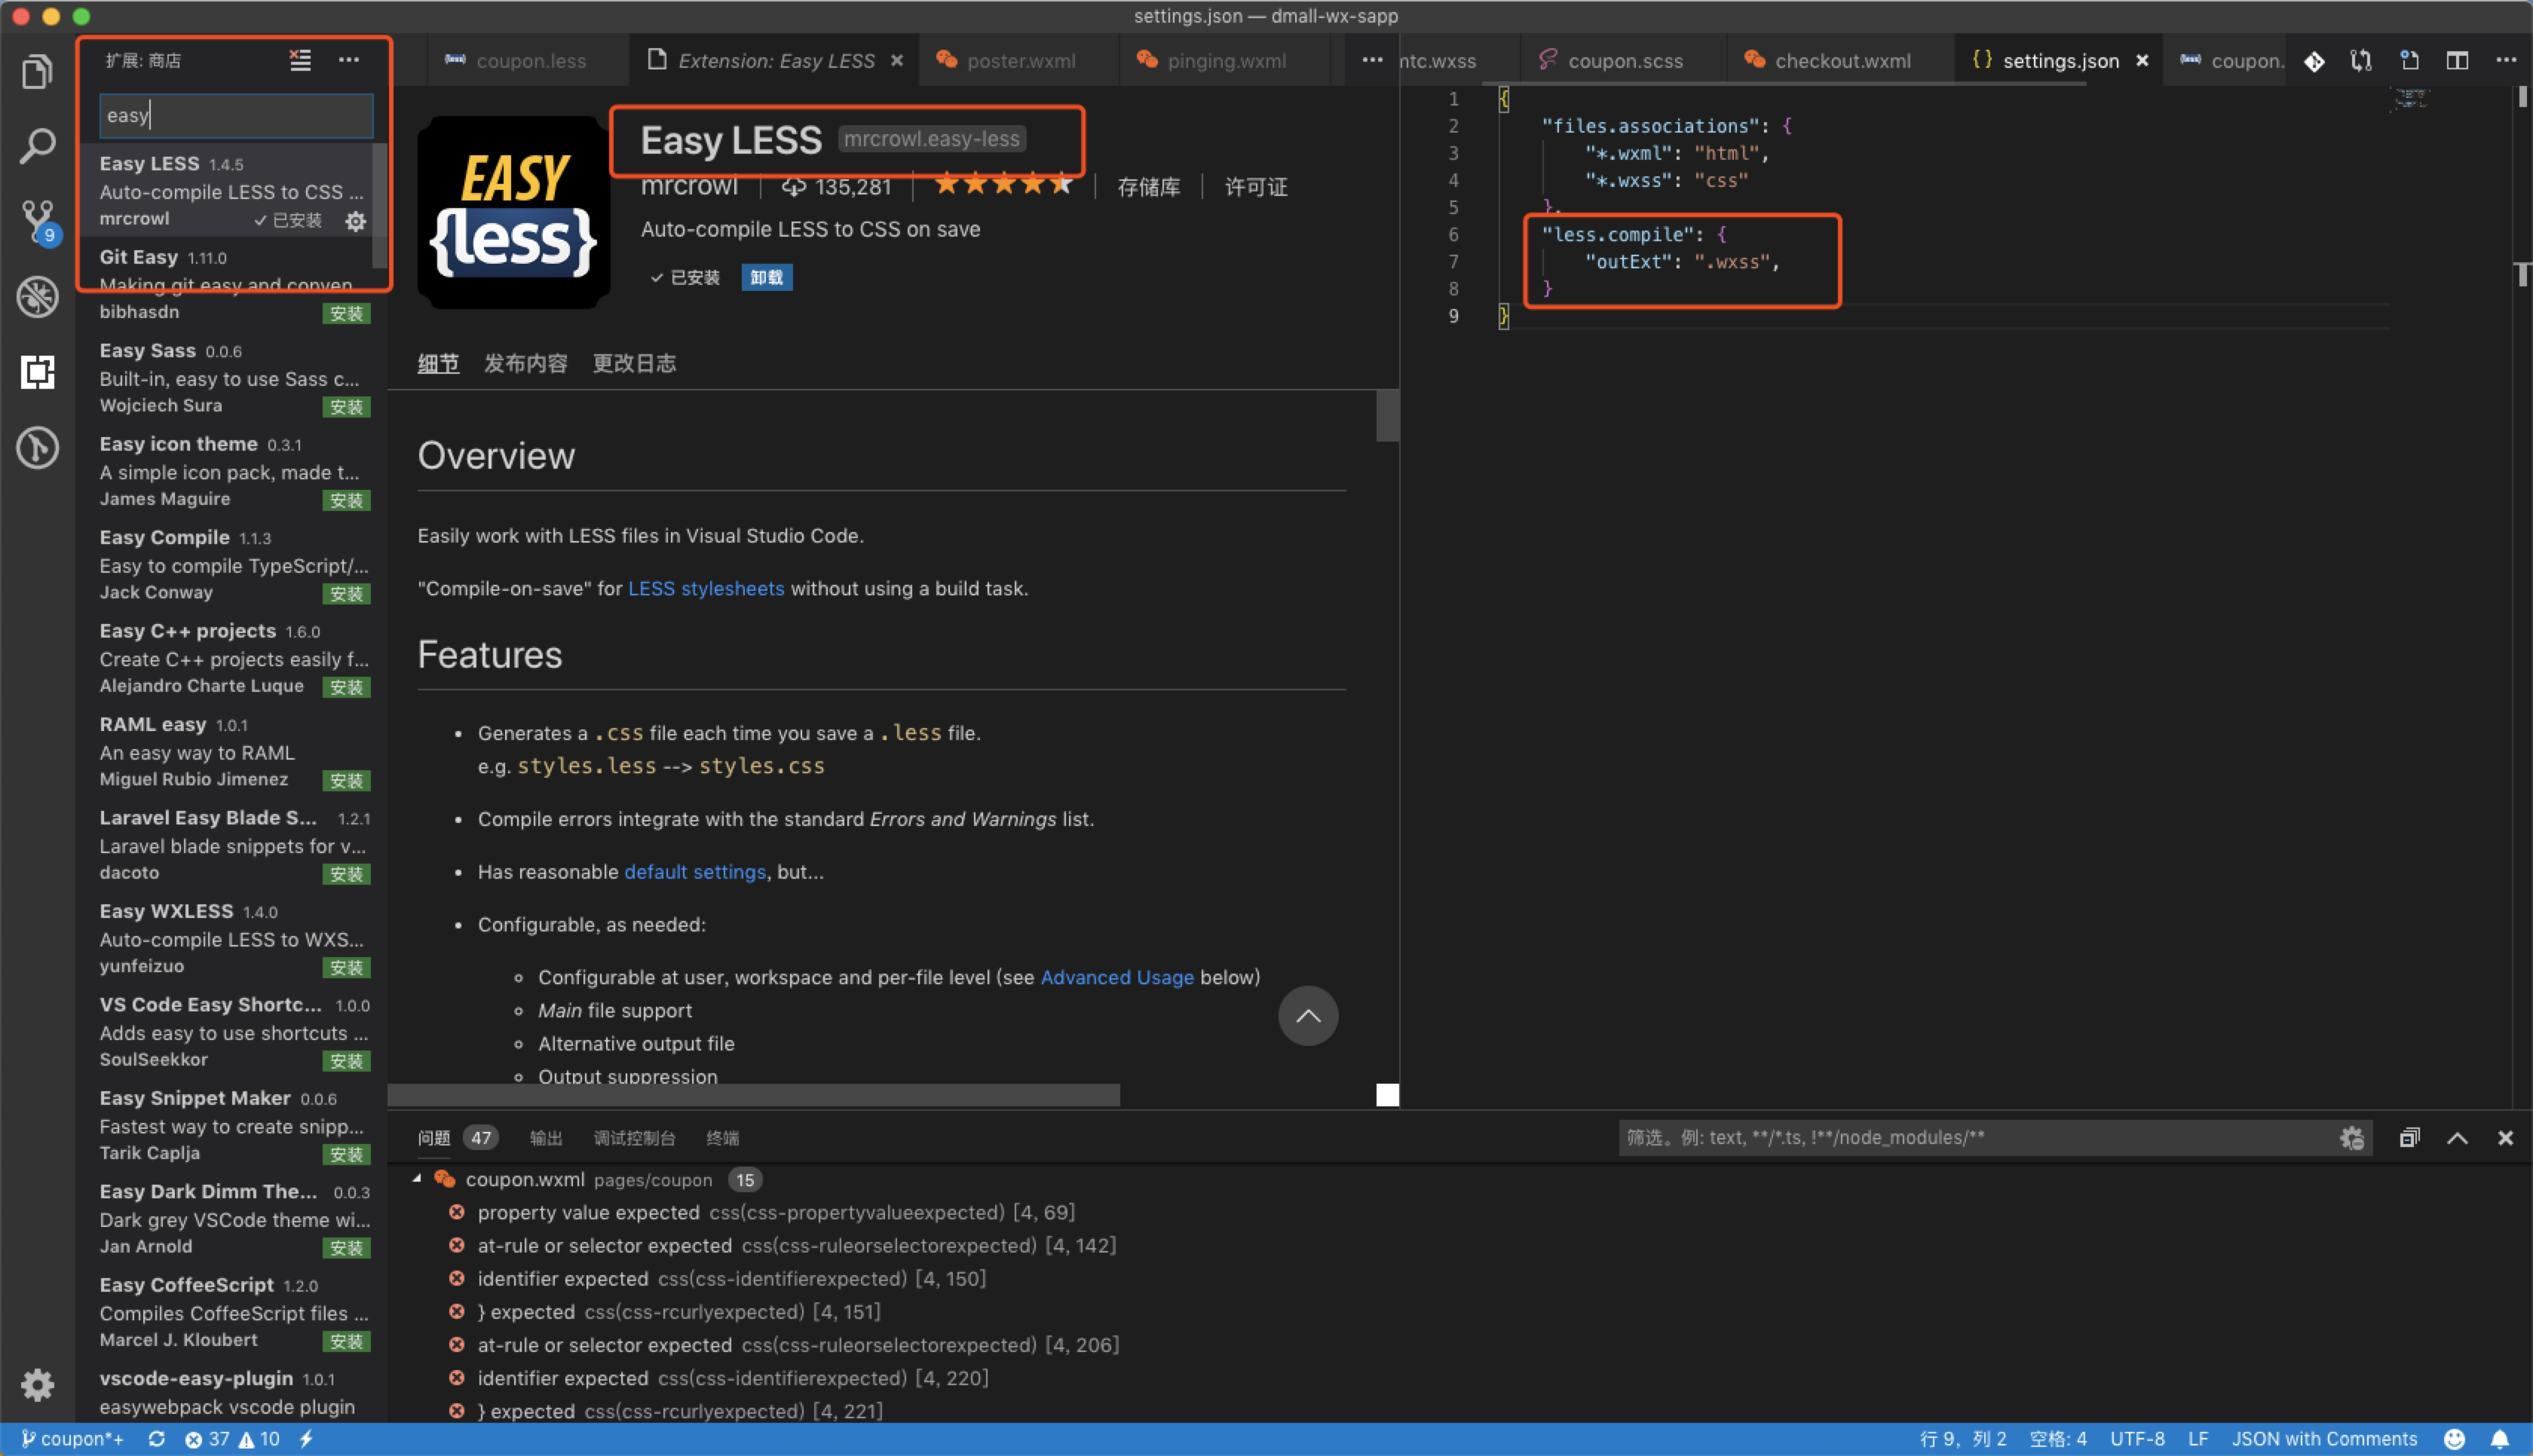 settings.json — dmall-wx-sapp
扩展: 商店
easy
Easy LESS 1.4.5
Auto-compile LESS to CSS ...
mrcrowl 已安装
Git Easy 1.11.0
Making git easy and conven
bibhasdn 安装
Easy Sass 0.0.6
Built-in, easy to use Sass c...
Wojciech Sura 安装
Easy icon theme 0.3.1
A simple icon pack, made t...
James Maguire 安装
Easy Compile 1.1.3
Easy to compile TypeScript/...
Jack Conway 安装
Easy C++ projects 1.6.0
Create C++ projects easily f...
Alejandro Charte Luque 安装
RAML easy 1.0.1
An easy way to RAML
Miguel Rubio Jimenez 安装
Laravel Easy Blade S... 1.2.1
Laravel blade snippets for v...
dacoto 安装
Easy WXLESS 1.4.0
Auto-compile LESS to WXS...
yunfeizuo 安装
VS Code Easy Shortc... 1.0.0
Adds easy to use shortcuts ...
SoulSeekkor 安装
Easy Snippet Maker 0.0.6
Fastest way to create snipp...
Tarik Caplja 安装
Easy Dark Dimm The... 0.0.3
Dark grey VSCode theme wi...
Jan Arnold 安装
Easy CoffeeScript 1.2.0
Compiles CoffeeScript files ...
Marcel J. Kloubert 安装
vscode-easy-plugin 1.0.1
easywebpack vscode plugin
9
coupon.less Extension: Easy LESS poster.wxml pinging.wxml
EASY
{less}
Easy LESS mrcrowl.easy-less
mrcrowl 135,281 存储库 许可证
Auto-compile LESS to CSS on save
已安装 卸载
细节 发布内容 更改日志
Overview
Easily work with LESS files in Visual Studio Code.
"Compile-on-save" for LESS stylesheets without using a build task.
Features
• Generates a .css file each time you save a .less file.
e.g. styles.less --> styles.css
• Compile errors integrate with the standard Errors and Warnings list.
• Has reasonable default settings, but...
• Configurable, as needed:
Configurable at user, workspace and per-file level (see Advanced Usage below)
Main file support
Alternative output file
Output suppression
ntc.wxss coupon.scss checkout.wxml {} settings.json coupon.
1 {
2 "files.associations": {
3 "*.wxml": "html",
4 "*.wxss": "css"
5 },
6 "less.compile": {
7 "outExt": ".wxss",
8 }
9 }
问题 47 输出 调试控制台 终端
筛选。例: text, **/*.ts, !**/node_modules/**
coupon.wxml pages/coupon 15
property value expected css(css-propertyvalueexpected) [4, 69]
at-rule or selector expected css(css-ruleorselectorexpected) [4, 142]
identifier expected css(css-identifierexpected) [4, 150]
} expected css(css-rcurlyexpected) [4, 151]
at-rule or selector expected css(css-ruleorselectorexpected) [4, 206]
identifier expected css(css-identifierexpected) [4, 220]
} expected css(css-rcurlyexpected) [4, 221]
coupon*+ 37 10
行 9, 列 2 空格: 4 UTF-8 LF JSON with Comments